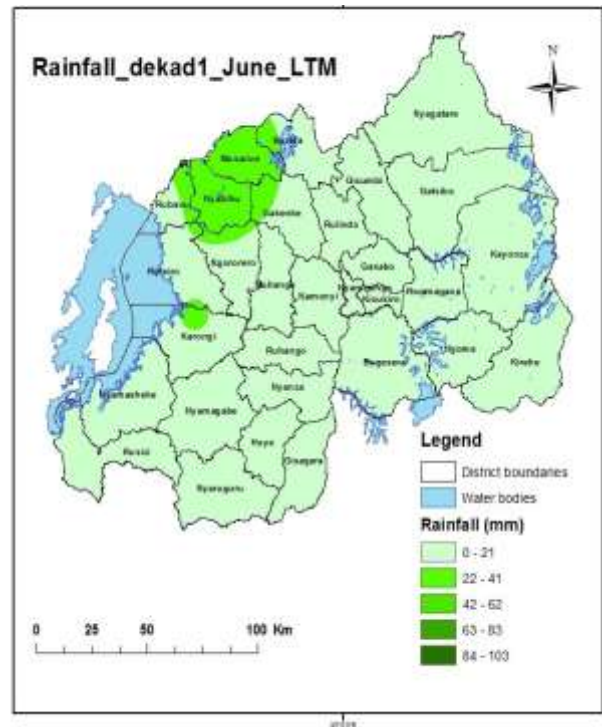 Rainfall_dekad1_June_LTM
N
Nyagatare
Burera
Musanze
Gicumbi
Gatsibo
Nyabihu
Rubavu
Gakenke
Rulindo
Kayonza
Rutsiro
Ngororero
Gasabo
Muhanga
Kamonyi
Kicukiro
Rwamagana
Karongi
Ruhango
Bugesera
Ngoma
Kirehe
Nyanza
Nyamasheke
Nyamagabe
Huye
Gisagara
Rusizi
Nyaruguru
Legend
District boundaries
Water bodies
Rainfall (mm)
0 - 21
22 - 41
42 - 62
63 - 83
84 - 103
0 25 50 100 Km